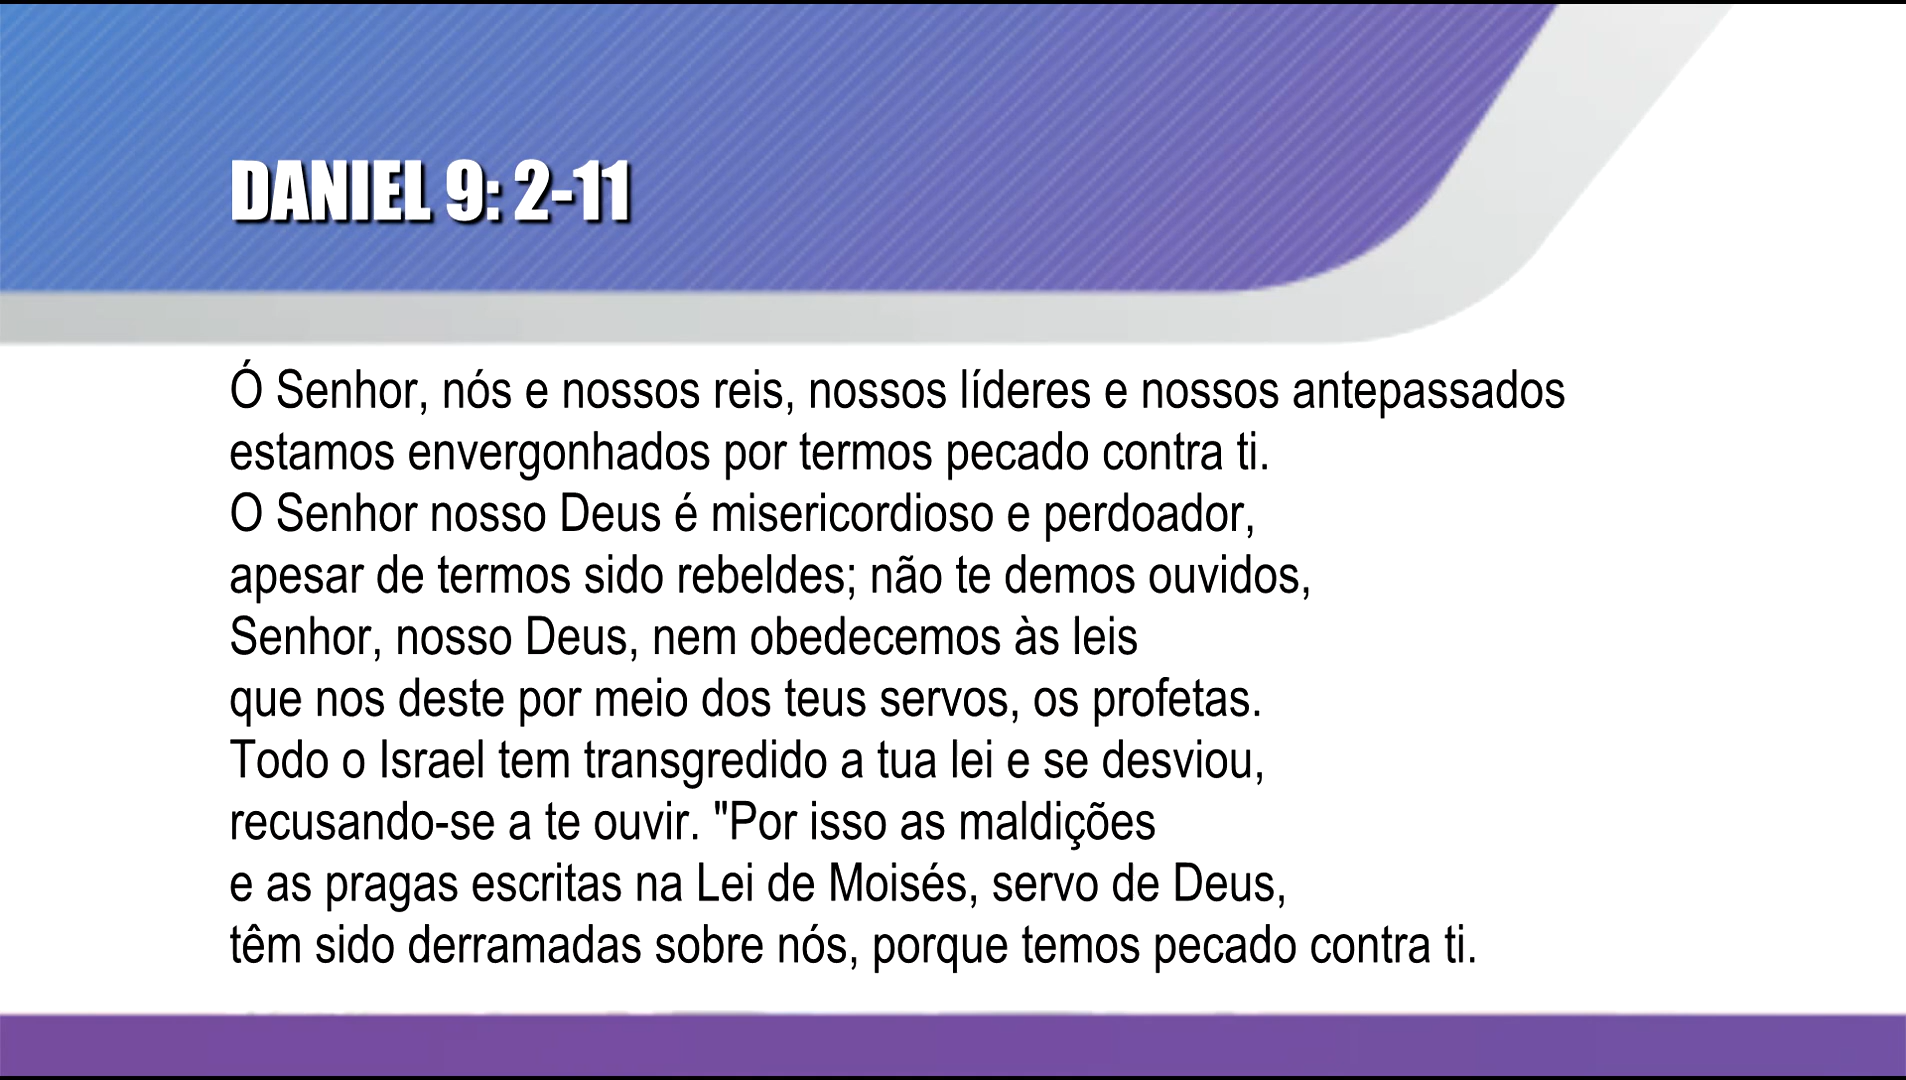 DANIEL 9: 2-11
Ó Senhor, nós e nossos reis, nossos líderes e nossos antepassados
estamos envergonhados por termos pecado contra ti.
O Senhor nosso Deus é misericordioso e perdoador,
apesar de termos sido rebeldes; não te demos ouvidos,
Senhor, nosso Deus, nem obedecemos às leis
que nos deste por meio dos teus servos, os profetas.
Todo o Israel tem transgredido a tua lei e se desviou,
recusando-se a te ouvir. "Por isso as maldições
e as pragas escritas na Lei de Moisés, servo de Deus,
têm sido derramadas sobre nós, porque temos pecado contra ti.